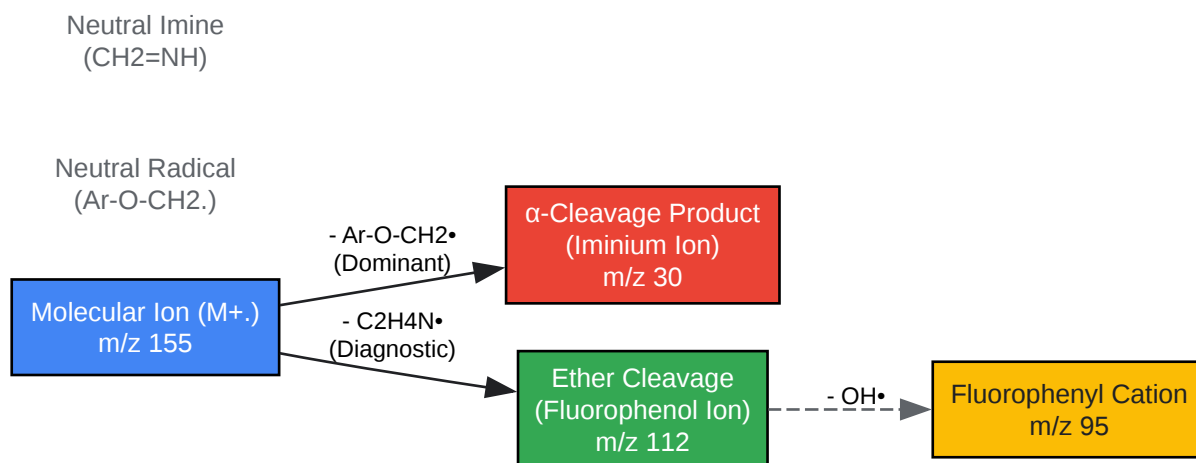 Neutral Imine
(CH2=NH)
Neutral Radical
(Ar-O-CH2.)
Molecular Ion (M+.)
m/z 155
- Ar-O-CH2•
(Dominant)
α-Cleavage Product
(Iminium Ion)
m/z 30
- C2H4N•
(Diagnostic)
Ether Cleavage
(Fluorophenol Ion)
m/z 112
- OH•
Fluorophenyl Cation
m/z 95